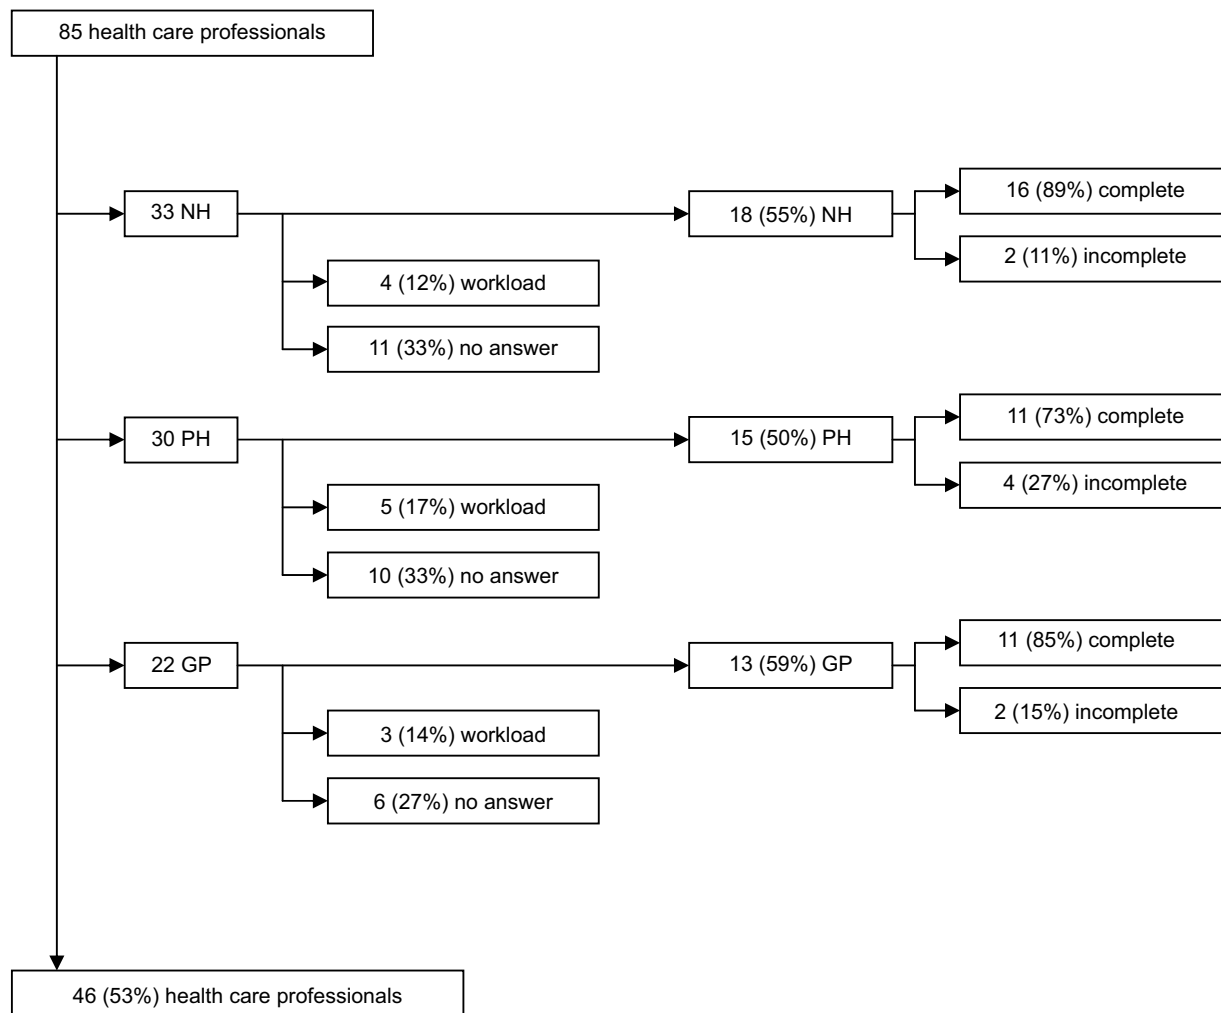 85 health care professionals
33 NH
18 (55%) NH
16 (89%) complete
2 (11%) incomplete
4 (12%) workload
11 (33%) no answer
30 PH
15 (50%) PH
11 (73%) complete
4 (27%) incomplete
5 (17%) workload
10 (33%) no answer
22 GP
13 (59%) GP
11 (85%) complete
2 (15%) incomplete
3 (14%) workload
6 (27%) no answer
46 (53%) health care professionals